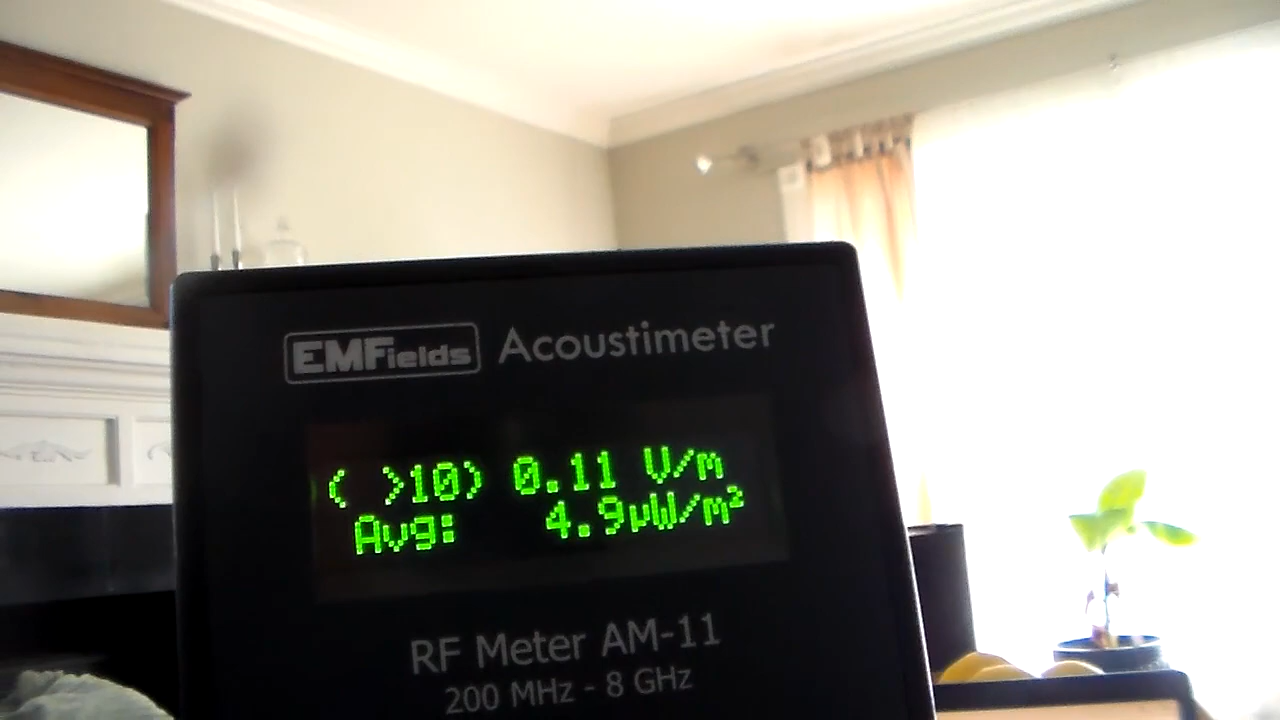 EMFields Acoustimeter
( >10) 0.11 V/m
Avg: 4.9µW/m²
RF Meter AM-11
200 MHz - 8 GHz